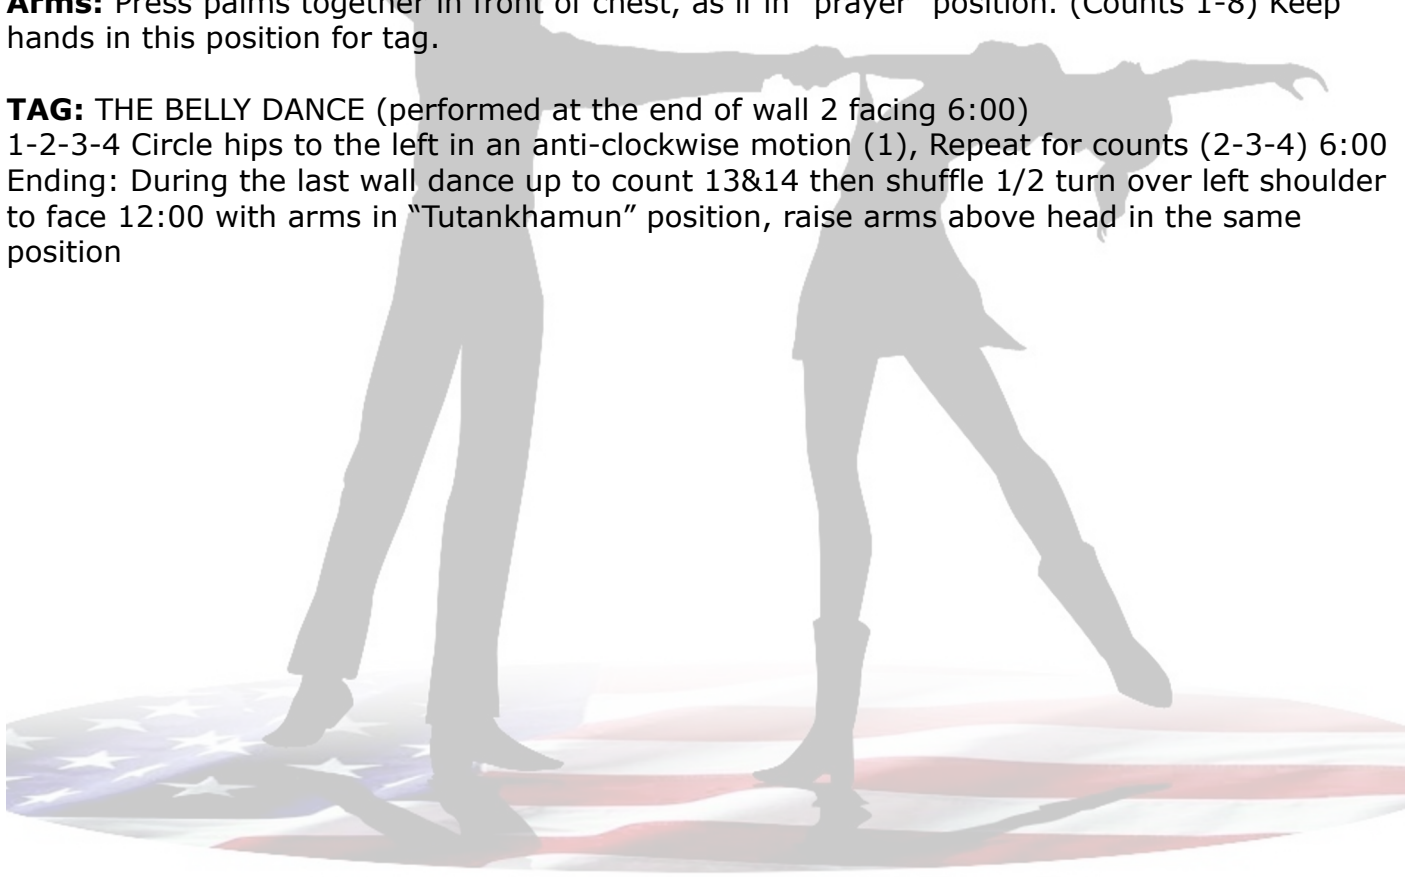 Arms: Press palms together in front of chest, as if in "prayer" position. (Counts 1-8) Keep
hands in this position for tag.
TAG: THE BELLY DANCE (performed at the end of wall 2 facing 6:00)
1-2-3-4 Circle hips to the left in an anti-clockwise motion (1), Repeat for counts (2-3-4) 6:00
Ending: During the last wall dance up to count 13&14 then shuffle 1/2 turn over left shoulder
to face 12:00 with arms in “Tutankhamun” position, raise arms above head in the same
position